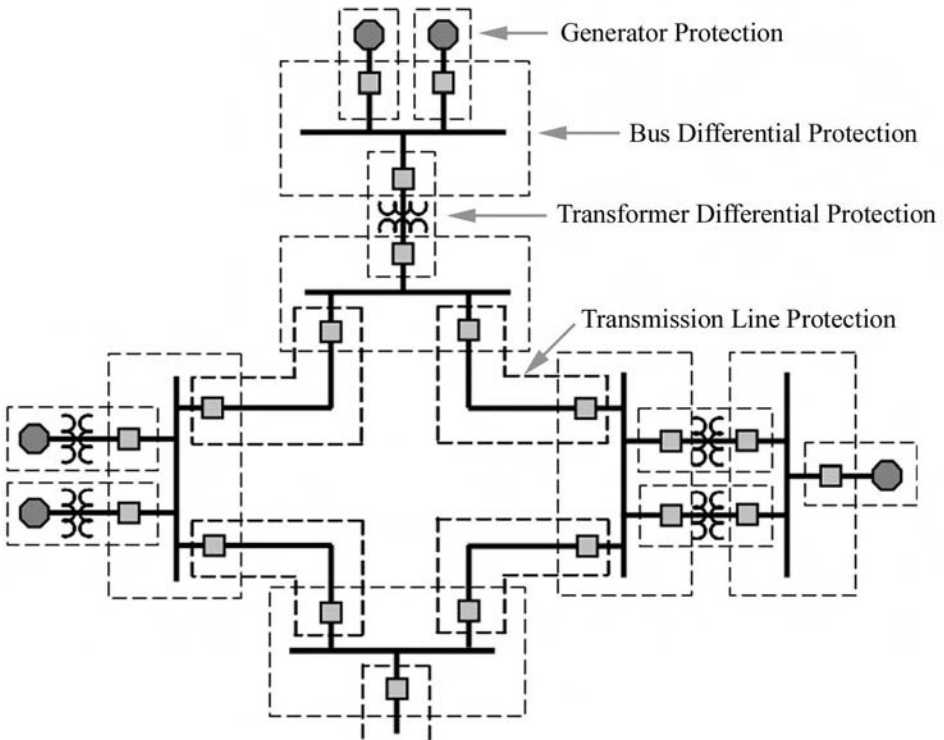 Generator Protection
Bus Differential Protection
Transformer Differential Protection
Transmission Line Protection